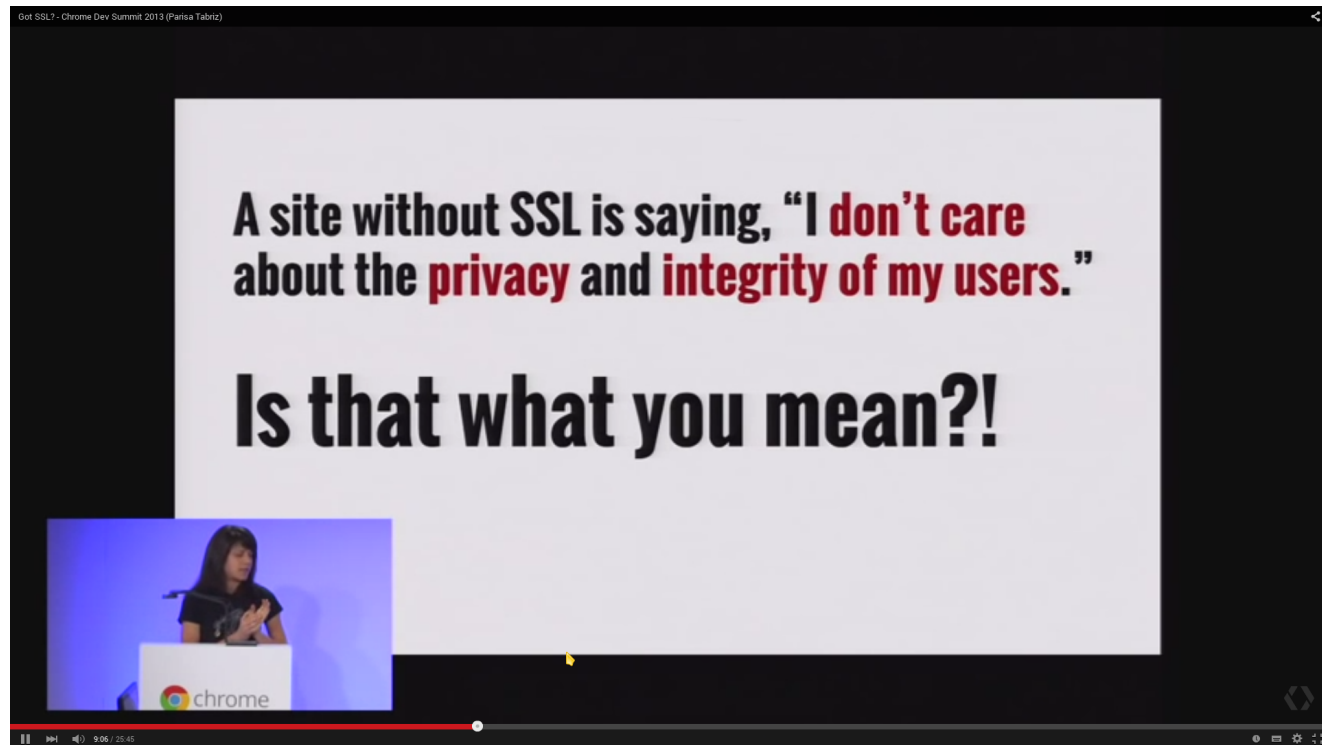 Got SSL? - Chrome Dev Summit 2013 (Parisa Tabriz)
A site without SSL is saying, “I don’t care
about the privacy and integrity of my users.”
Is that what you mean?!
chrome
9:06 / 25:45